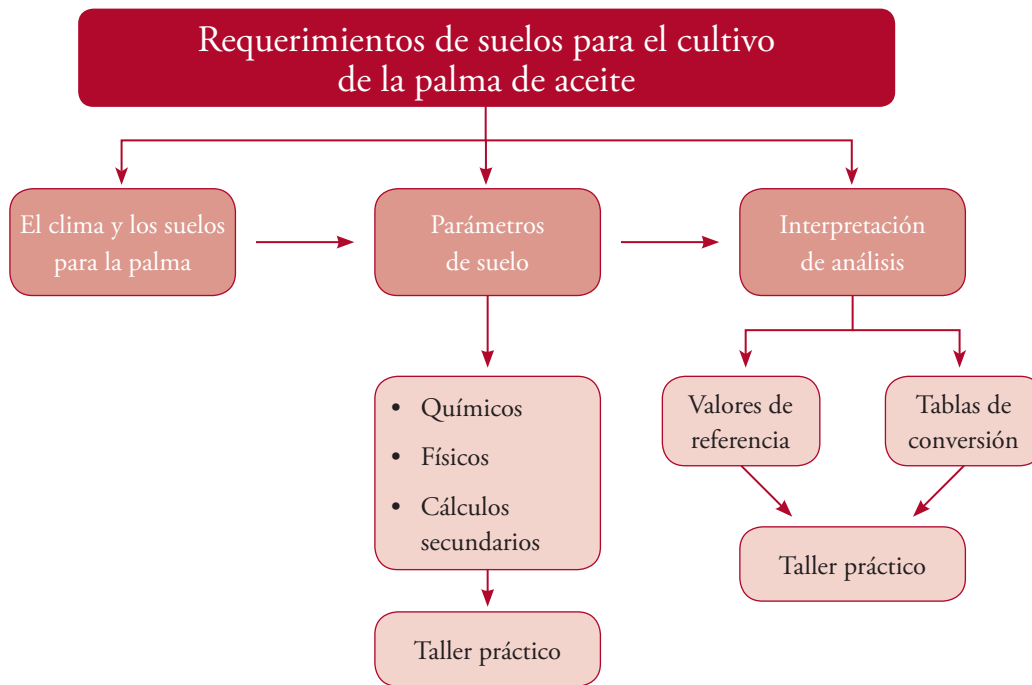 Requerimientos de suelos para el cultivo
de la palma de aceite
El clima y los suelos
para la palma
Parámetros
de suelo
Interpretación
de análisis
• Químicos
• Físicos
• Cálculos
secundarios
Taller práctico
Valores de
referencia
Tablas de
conversión
Taller práctico